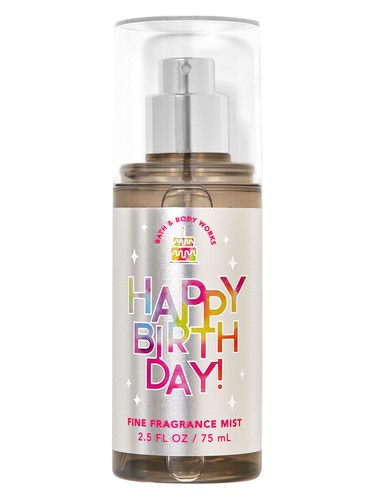 BATH & BODY WORKS
HAPPY
BIRTH
DAY!
FINE FRAGRANCE MIST
2.5 FL OZ / 75 mL